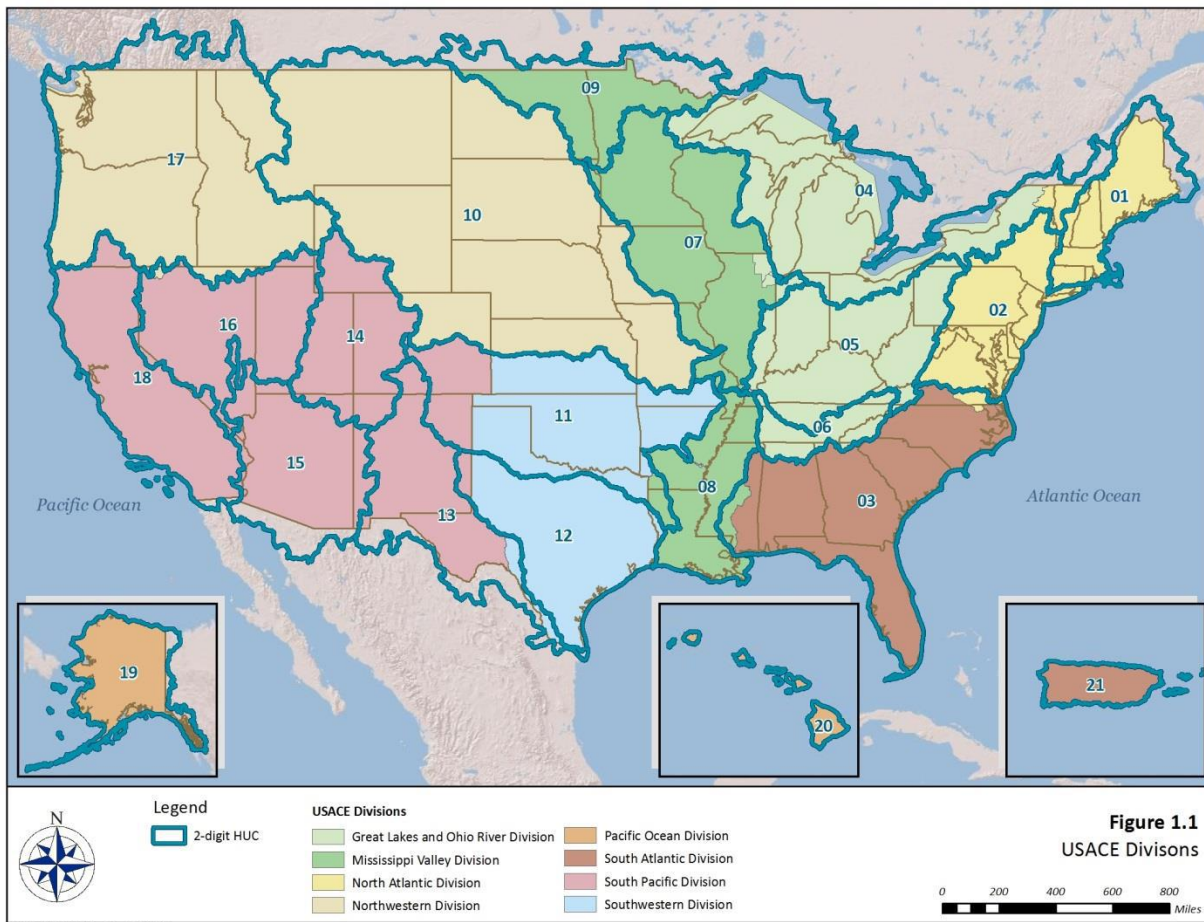 09
17
04
01
10
07
02
16
05
14
18
11
06
15
08
03
Pacific Ocean
Atlantic Ocean
13
12
19
20
21
N
Legend
2-digit HUC
USACE Divisions
Great Lakes and Ohio River Division
Mississippi Valley Division
North Atlantic Division
Northwestern Division
Pacific Ocean Division
South Atlantic Division
South Pacific Division
Southwestern Division
Figure 1.1
USACE Divisons
0 200 400 600 800
Miles